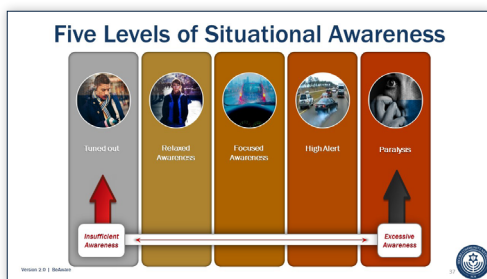 Five Levels of Situational Awareness
Tuned out
Relaxed
Awareness
Focused
Awareness
High Alert
Paralysis
Insufficient
Awareness
Excessive
Awareness
Version 2.0 | BeAware
37